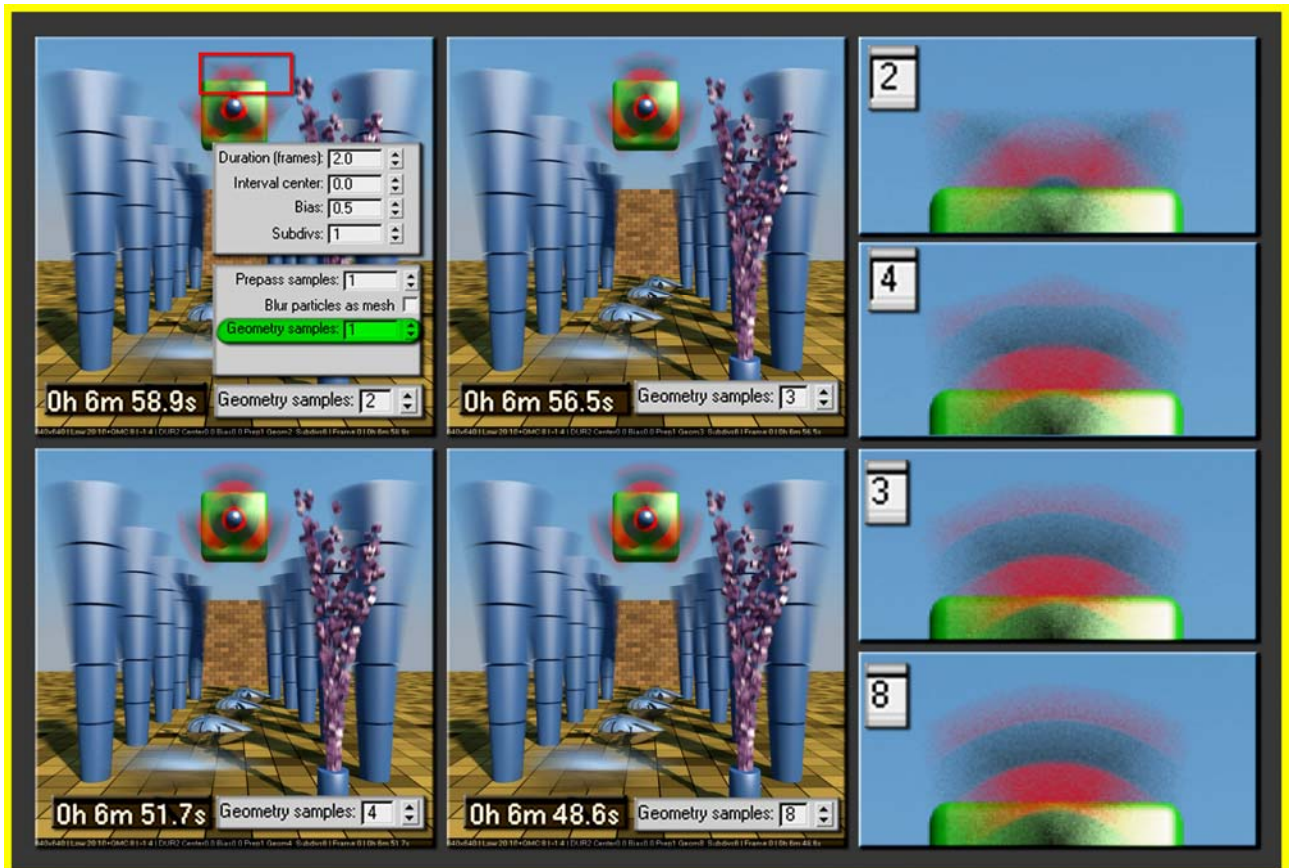 Duration (frames): 2.0
Interval center: 0.0
Bias: 0.5
Subdivs: 1
Prepass samples: 1
Blur particles as mesh
Geometry samples: 1
0h 6m 58.9s
Geometry samples: 2
0h 6m 56.5s
Geometry samples: 3
2
4
0h 6m 51.7s
Geometry samples: 4
0h 6m 48.6s
Geometry samples: 8
3
8